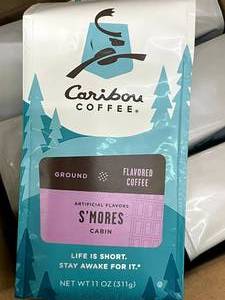 Caribou
COFFEE®
GROUND FLAVORED
COFFEE
ARTIFICIAL FLAVORS
S'MORES
CABIN
LIFE IS SHORT.
STAY AWAKE FOR IT.®
NET WT 11 OZ (311g)